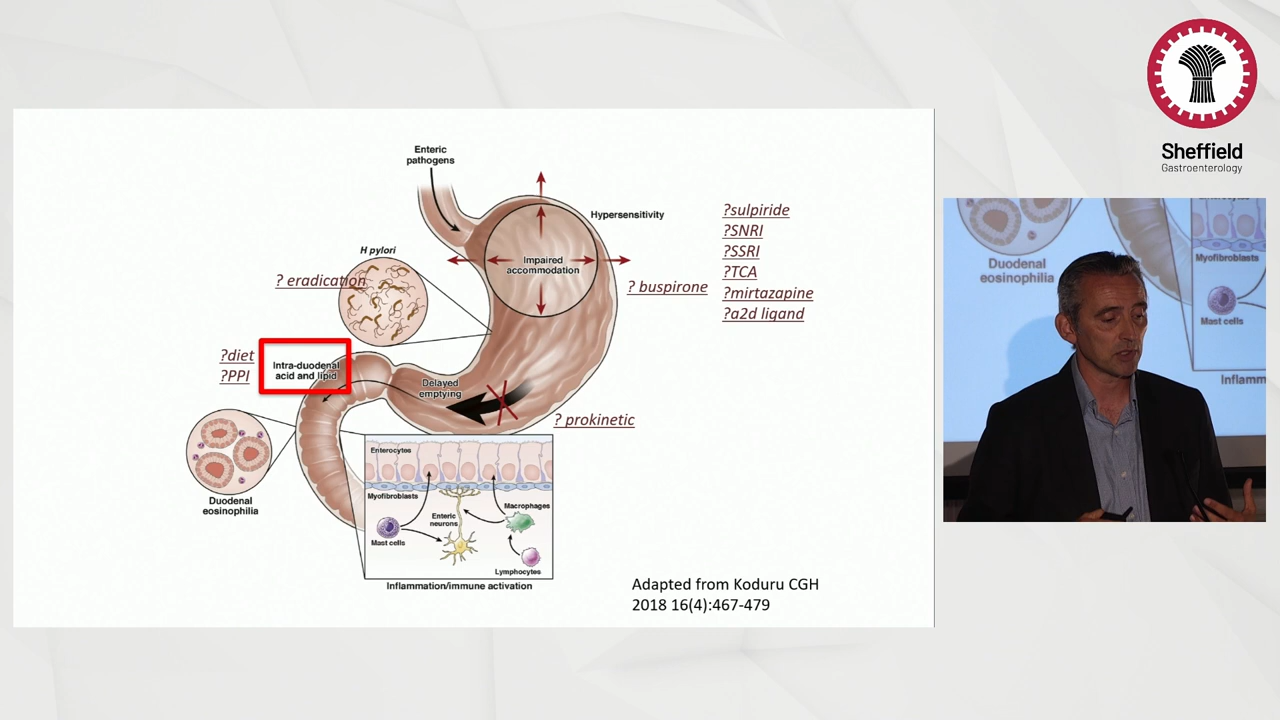 Sheffield
Gastroenterology
Enteric
pathogens
Hypersensitivity
?sulpiride
?SNRI
?SSRI
?TCA
?mirtazapine
?a2d ligand
H pylori
? eradication
Impaired
accommodation
? buspirone
?diet
?PPI
Intra-duodenal
acid and lipid
Delayed
emptying
? prokinetic
Duodenal
eosinophilia
Enterocytes
Myofibroblasts
Enteric
neurons
Macrophages
Mast cells
Lymphocytes
Inflammation/immune activation
Adapted from Koduru CGH
2018 16(4):467-479
Duodenal
eosinophilia
Myofibroblasts
Mast cells
Inflamm